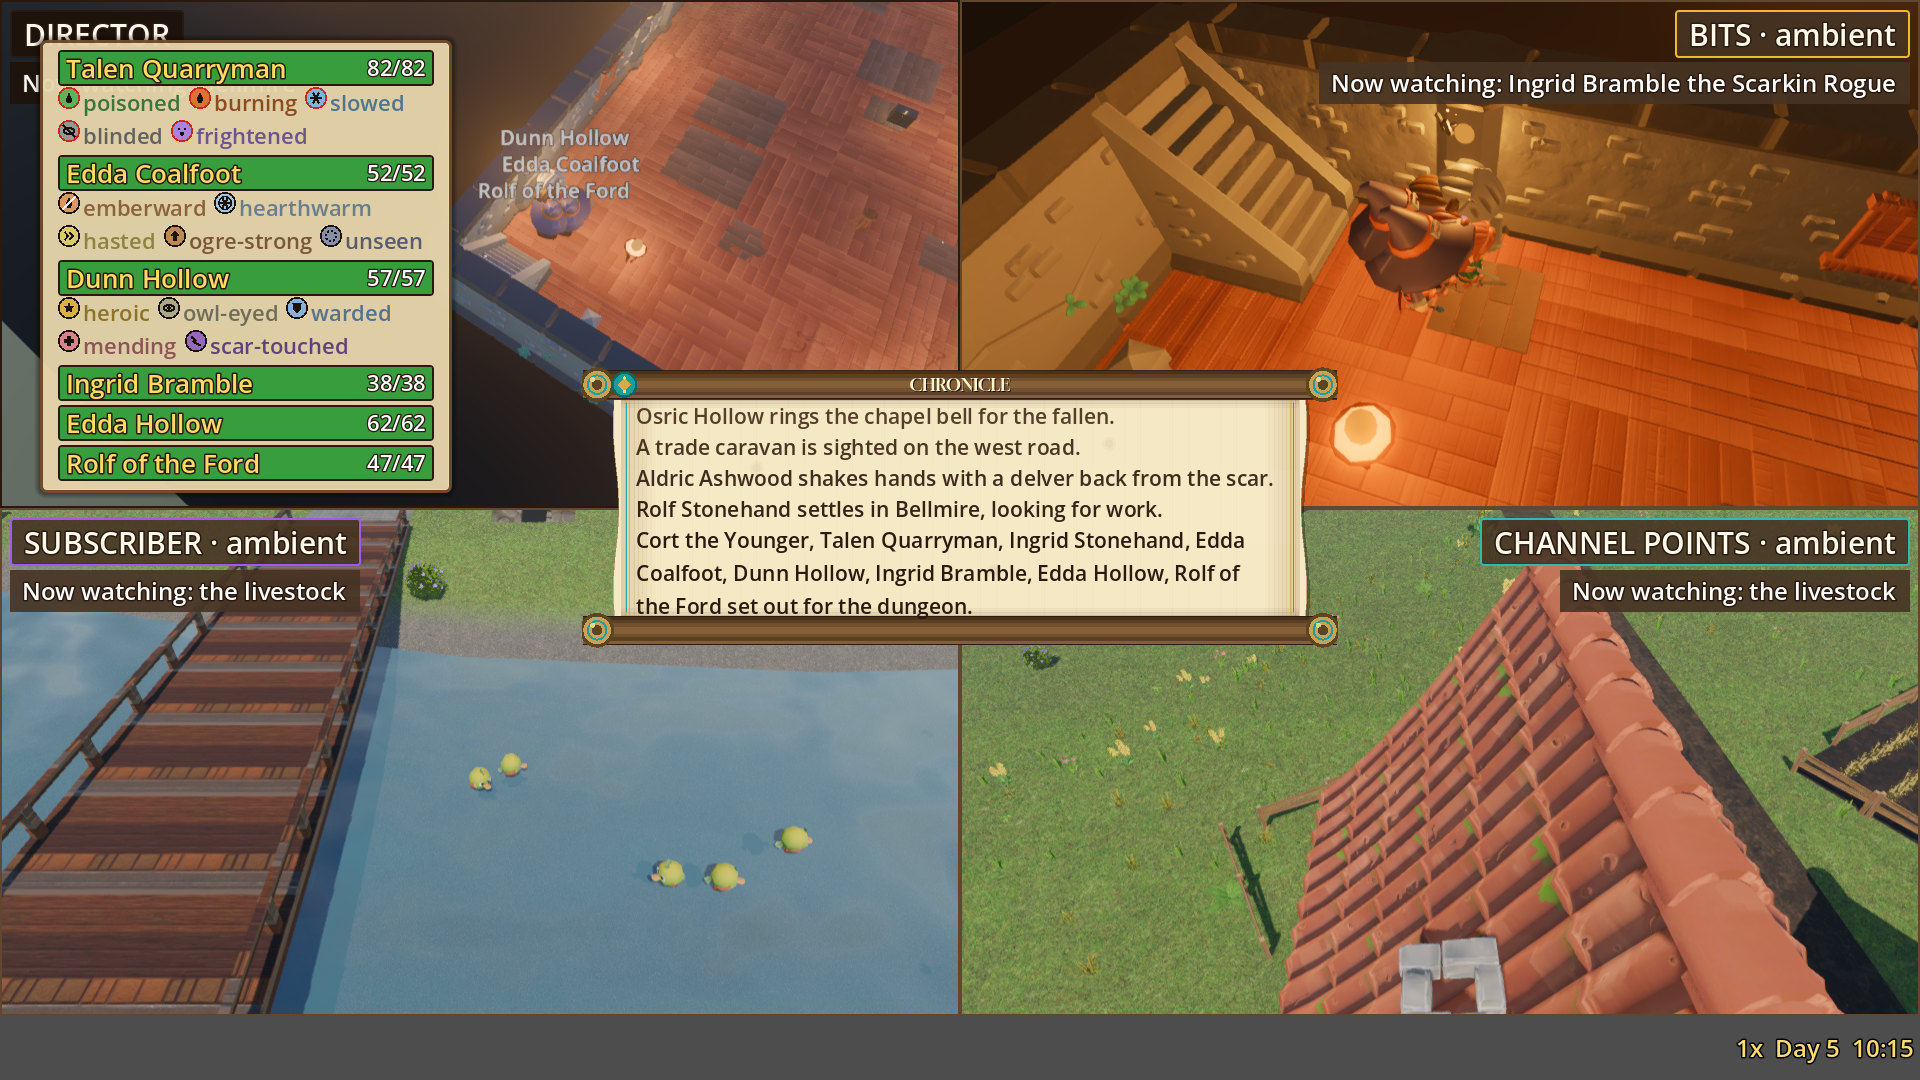 DIRECTOR
No
Talen Quarryman 82/82
poisoned burning slowed
blinded frightened
Edda Coalfoot 52/52
emberward hearthwarm
hasted ogre-strong unseen
Dunn Hollow 57/57
heroic owl-eyed warded
mending scar-touched
Ingrid Bramble 38/38
Edda Hollow 62/62
Rolf of the Ford 47/47
Dunn Hollow
Edda Coalfoot
Rolf of the Ford
BITS · ambient
Now watching: Ingrid Bramble the Scarkin Rogue
CHRONICLE
Osric Hollow rings the chapel bell for the fallen.
A trade caravan is sighted on the west road.
Aldric Ashwood shakes hands with a delver back from the scar.
Rolf Stonehand settles in Bellmire, looking for work.
Cort the Younger, Talen Quarryman, Ingrid Stonehand, Edda
Coalfoot, Dunn Hollow, Ingrid Bramble, Edda Hollow, Rolf of
the Ford set out for the dungeon.
SUBSCRIBER · ambient
Now watching: the livestock
CHANNEL POINTS · ambient
Now watching: the livestock
1x Day 5 10:15